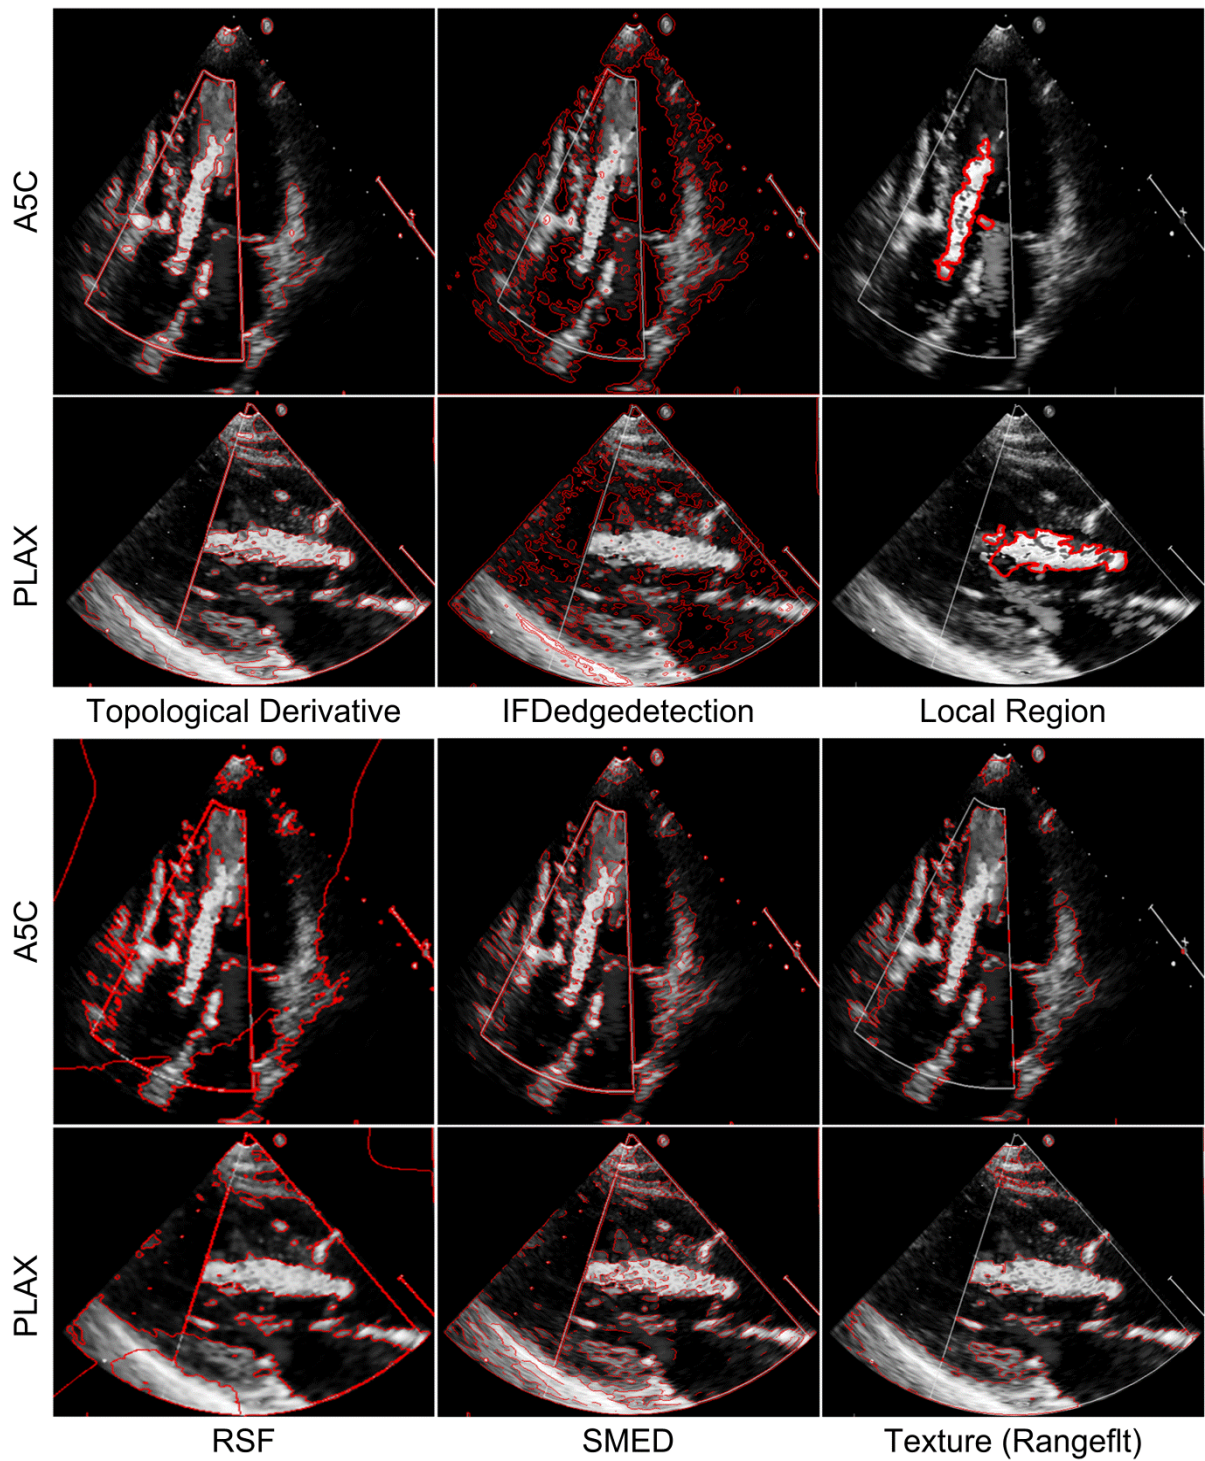 A5C
PLAX
Topological Derivative IFDedgedetection Local Region
A5C
PLAX
RSF SMED Texture (Rangeflt)